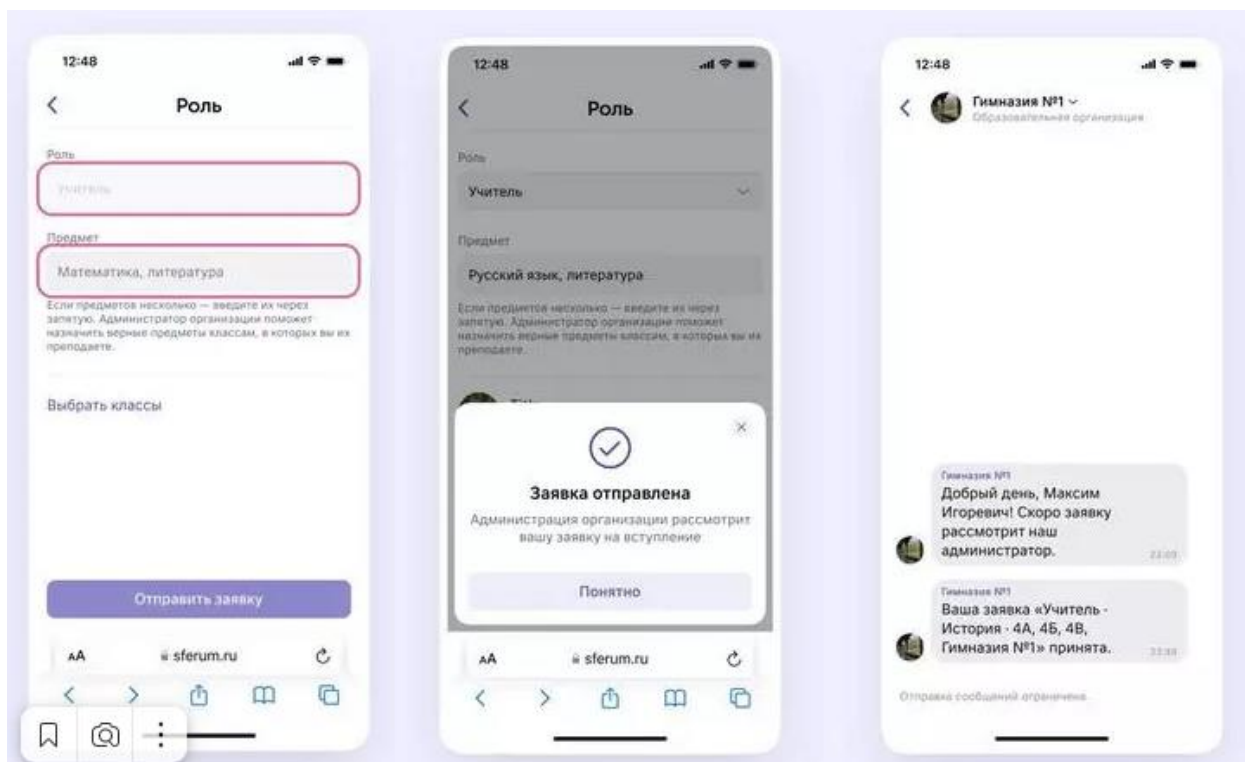 12:48
Роль
Роль
Учитель
Предмет
Математика, литература
Если предметов несколько — введите их через
запятую. Администратор организации поможет
назначить верные предметы классам, в которых вы их
преподаете.
Выбрать классы
Отправить заявку
AA sferum.ru
12:48
Роль
Роль
Учитель
Предмет
Русский язык, литература
Если предметов несколько — введите их через
запятую. Администратор организации поможет
назначить верные предметы классам, в которых вы их
преподаете.
Заявка отправлена
Администрация организации рассмотрит
вашу заявку на вступление
Понятно
AA sferum.ru
12:48
Гимназия №1
Образовательная организация
Гимназия №1
Добрый день, Максим
Игоревич! Скоро заявку
рассмотрит наш
администратор.
Гимназия №1
Ваша заявка «Учитель -
История - 4А, 4Б, 4В,
Гимназия №1» принята.
Отправка сообщений ограничена.